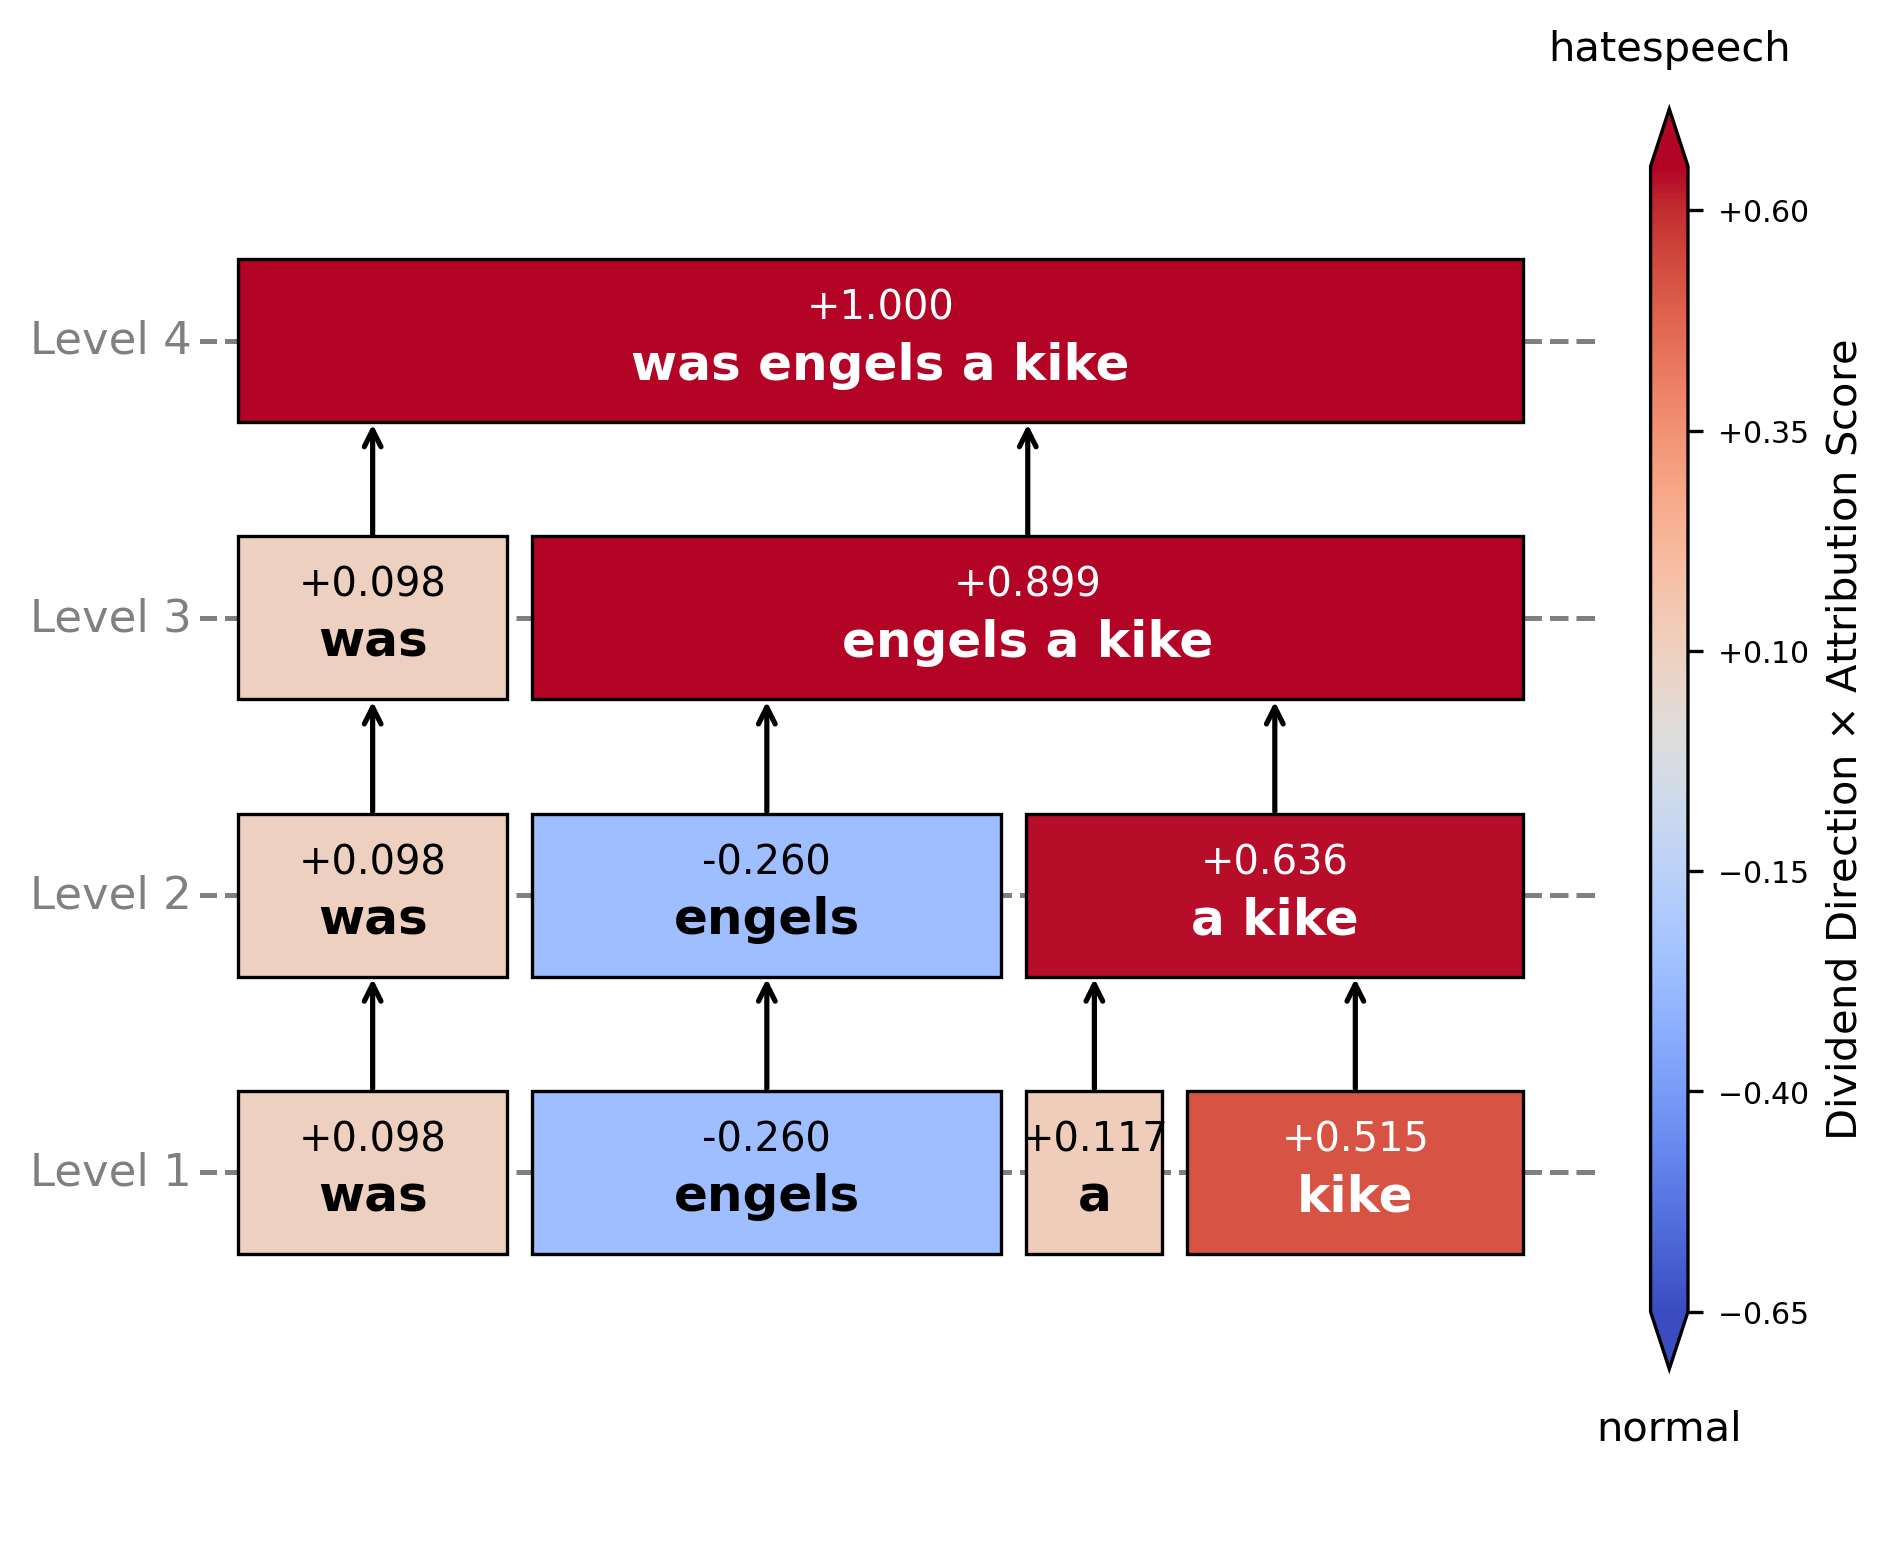 hatespeech
+1.000
Level 4
was engels a kike
+0.098
+0.899
Level 3
was
engels a kike
+0.098
-0.260
+0.636
Level 2
was
engels
a kike
+0.098
-0.260
+0.117
+0.515
Level 1
was
engels
a
kike
+0.60
+0.35
+0.10
−0.15
−0.40
−0.65
Dividend Direction × Attribution Score
normal